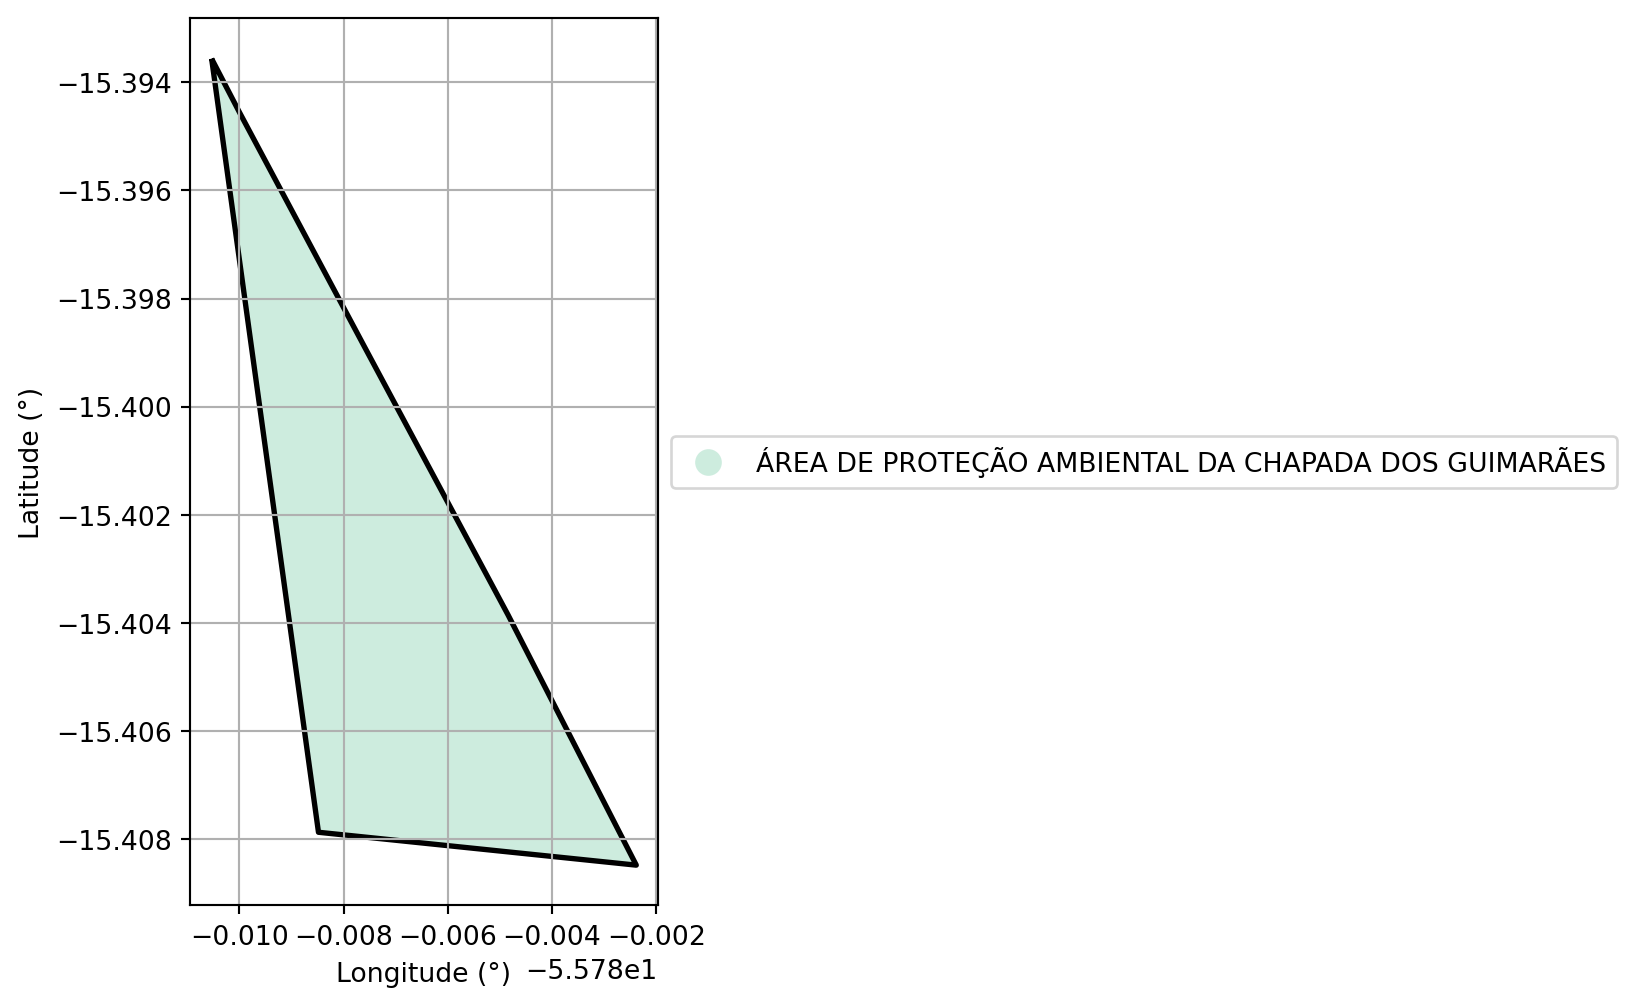 −15.394
−15.396
−15.398
−15.400
−15.402
−15.404
−15.406
−15.408
Latitude (°)
−0.010 −0.008 −0.006 −0.004 −0.002
Longitude (°) −5.578e1
ÁREA DE PROTEÇÃO AMBIENTAL DA CHAPADA DOS GUIMARÃES